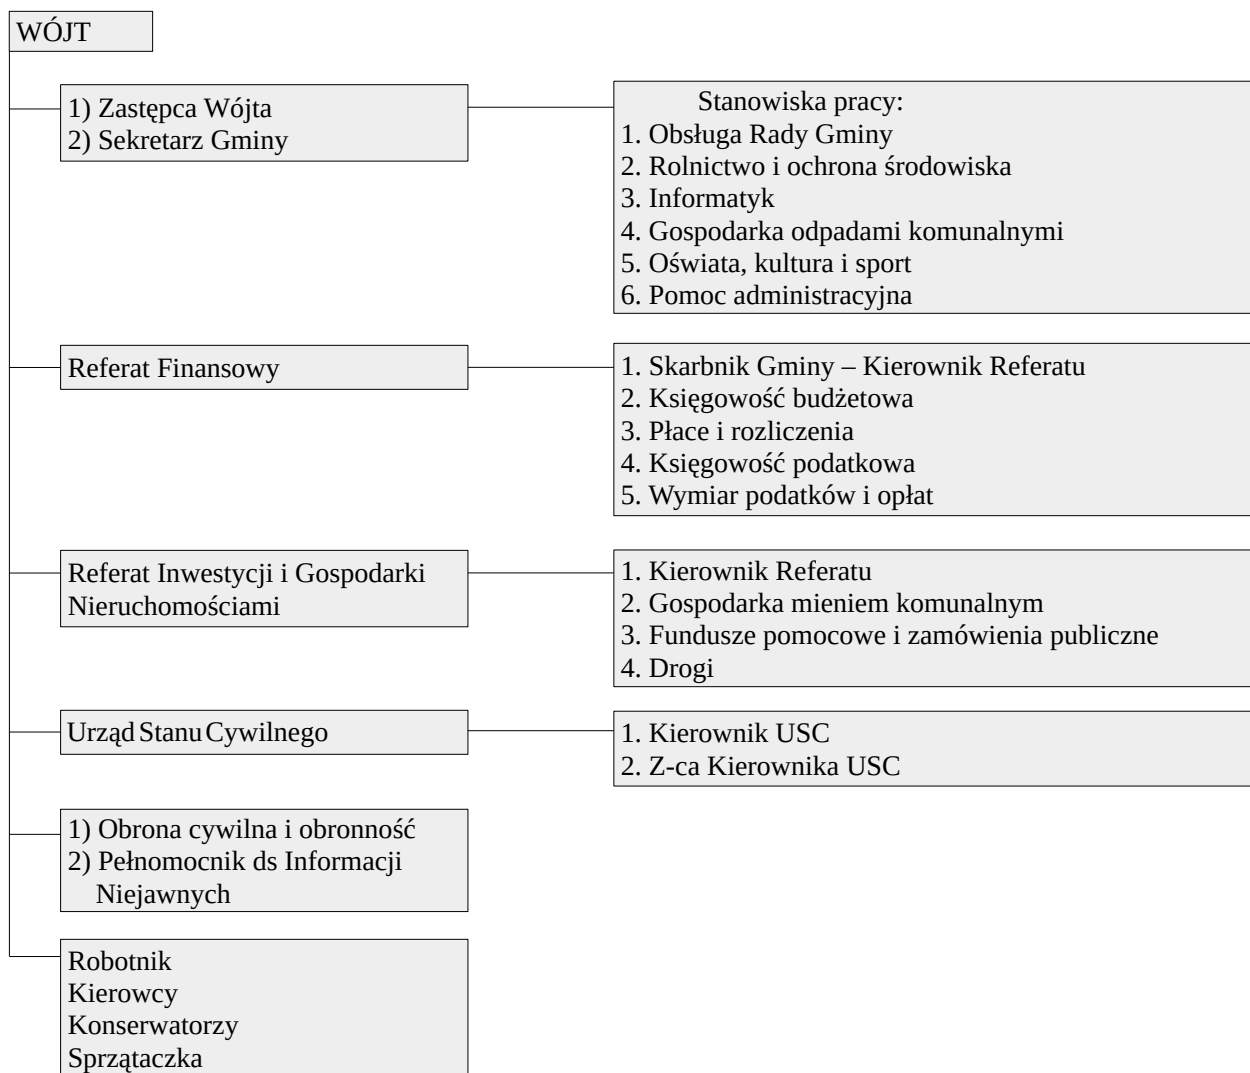 WÓJT
1) Zastępca Wójta
2) Sekretarz Gminy
Stanowiska pracy:
1. Obsługa Rady Gminy
2. Rolnictwo i ochrona środowiska
3. Informatyk
4. Gospodarka odpadami komunalnymi
5. Oświata, kultura i sport
6. Pomoc administracyjna
Referat Finansowy
1. Skarbnik Gminy – Kierownik Referatu
2. Księgowość budżetowa
3. Płace i rozliczenia
4. Księgowość podatkowa
5. Wymiar podatków i opłat
Referat Inwestycji i Gospodarki
Nieruchomościami
1. Kierownik Referatu
2. Gospodarka mieniem komunalnym
3. Fundusze pomocowe i zamówienia publiczne
4. Drogi
Urząd Stanu Cywilnego
1. Kierownik USC
2. Z-ca Kierownika USC
1) Obrona cywilna i obronność
2) Pełnomocnik ds Informacji
Niejawnych
Robotnik
Kierowcy
Konserwatorzy
Sprzątaczka